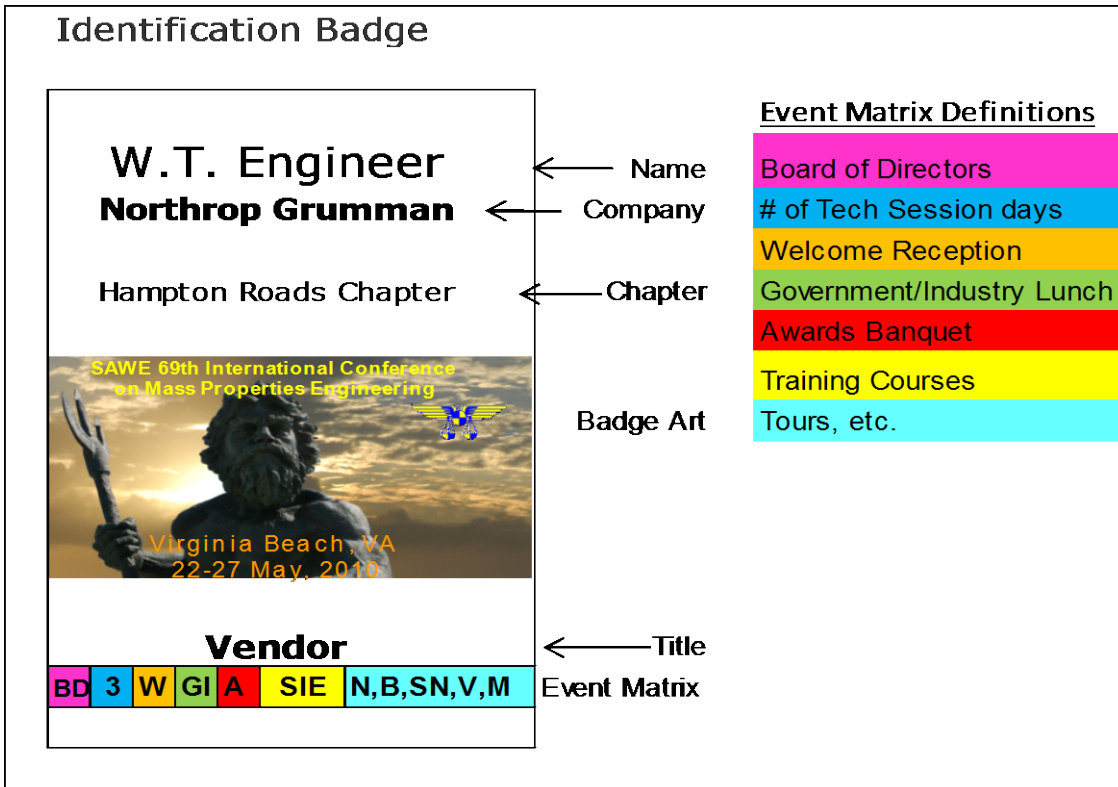 Identification Badge
W.T. Engineer
Northrop Grumman
Hampton Roads Chapter
SAWE 69th International Conference
on Mass Properties Engineering
Virginia Beach, VA
22-27 May, 2010
Vendor
BD 3 W GI A SIE N,B,SN,V,M
Name
Company
Chapter
Badge Art
Title
Event Matrix
Event Matrix Definitions
Board of Directors
# of Tech Session days
Welcome Reception
Government/Industry Lunch
Awards Banquet
Training Courses
Tours, etc.